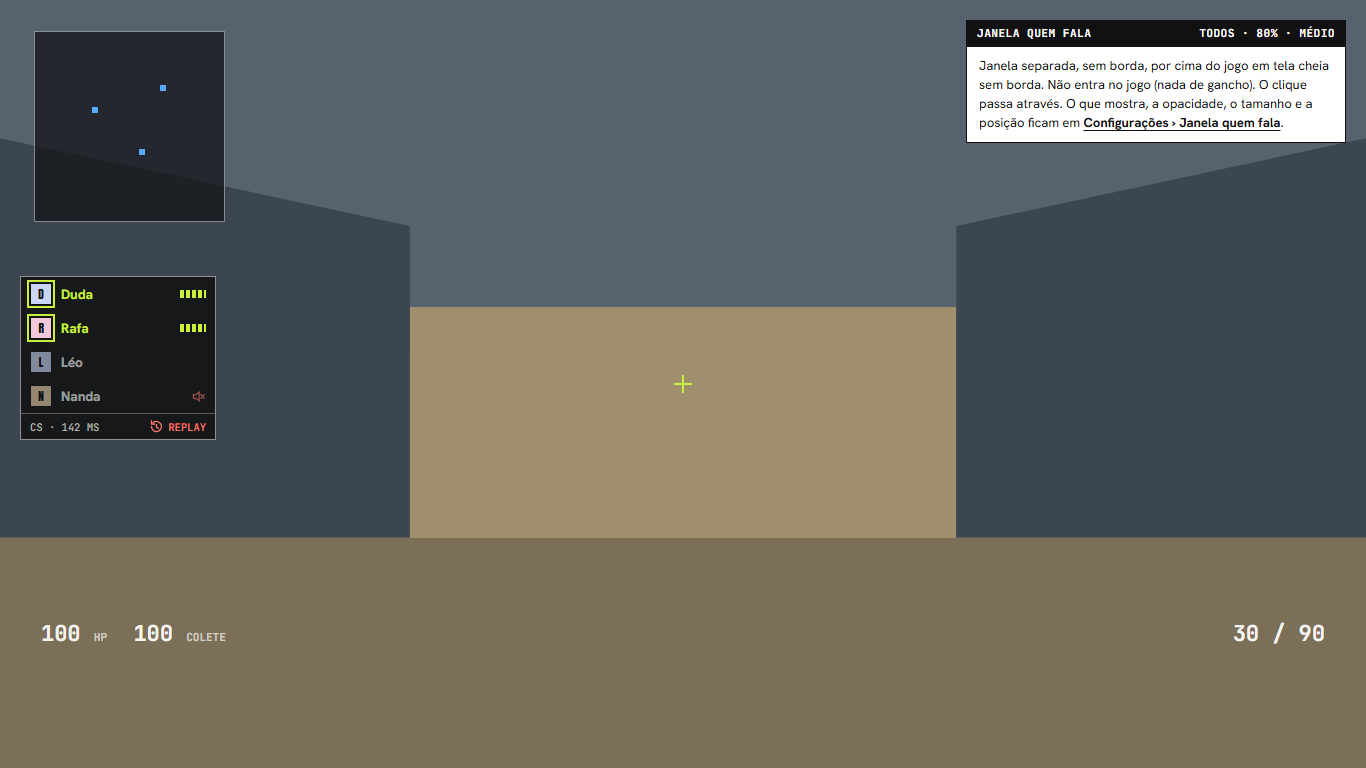 JANELA QUEM FALA
TODOS · 80% · MÉDIO
Janela separada, sem borda, por cima do jogo em tela cheia
sem borda. Não entra no jogo (nada de gancho). O clique
passa através. O que mostra, a opacidade, o tamanho e a
posição ficam em Configurações › Janela quem fala.
D Duda
R Rafa
L Léo
N Nanda
CS · 142 MS
REPLAY
100 HP 100 COLETE
30 / 90